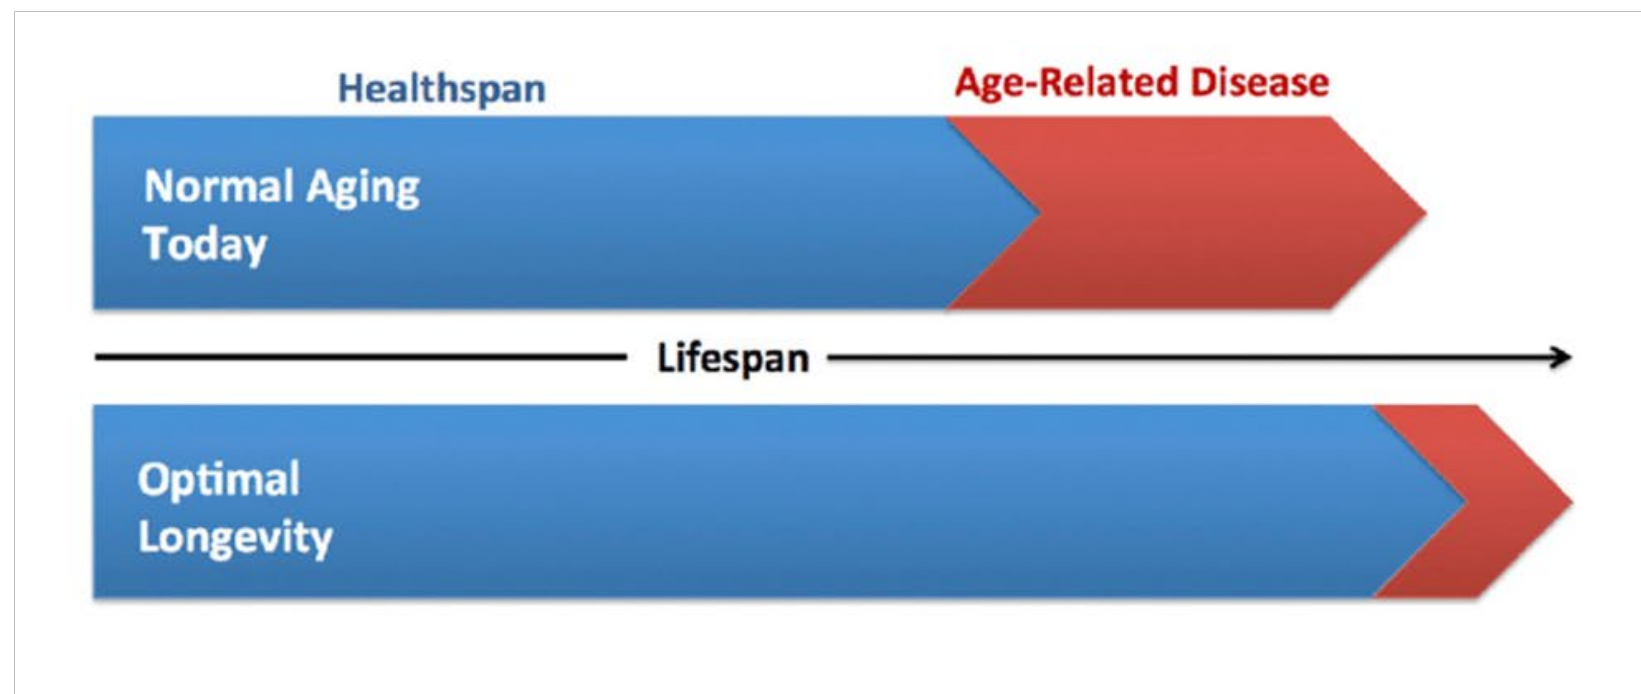 Healthspan
Age-Related Disease
Normal Aging
Today
Lifespan
Optimal
Longevity